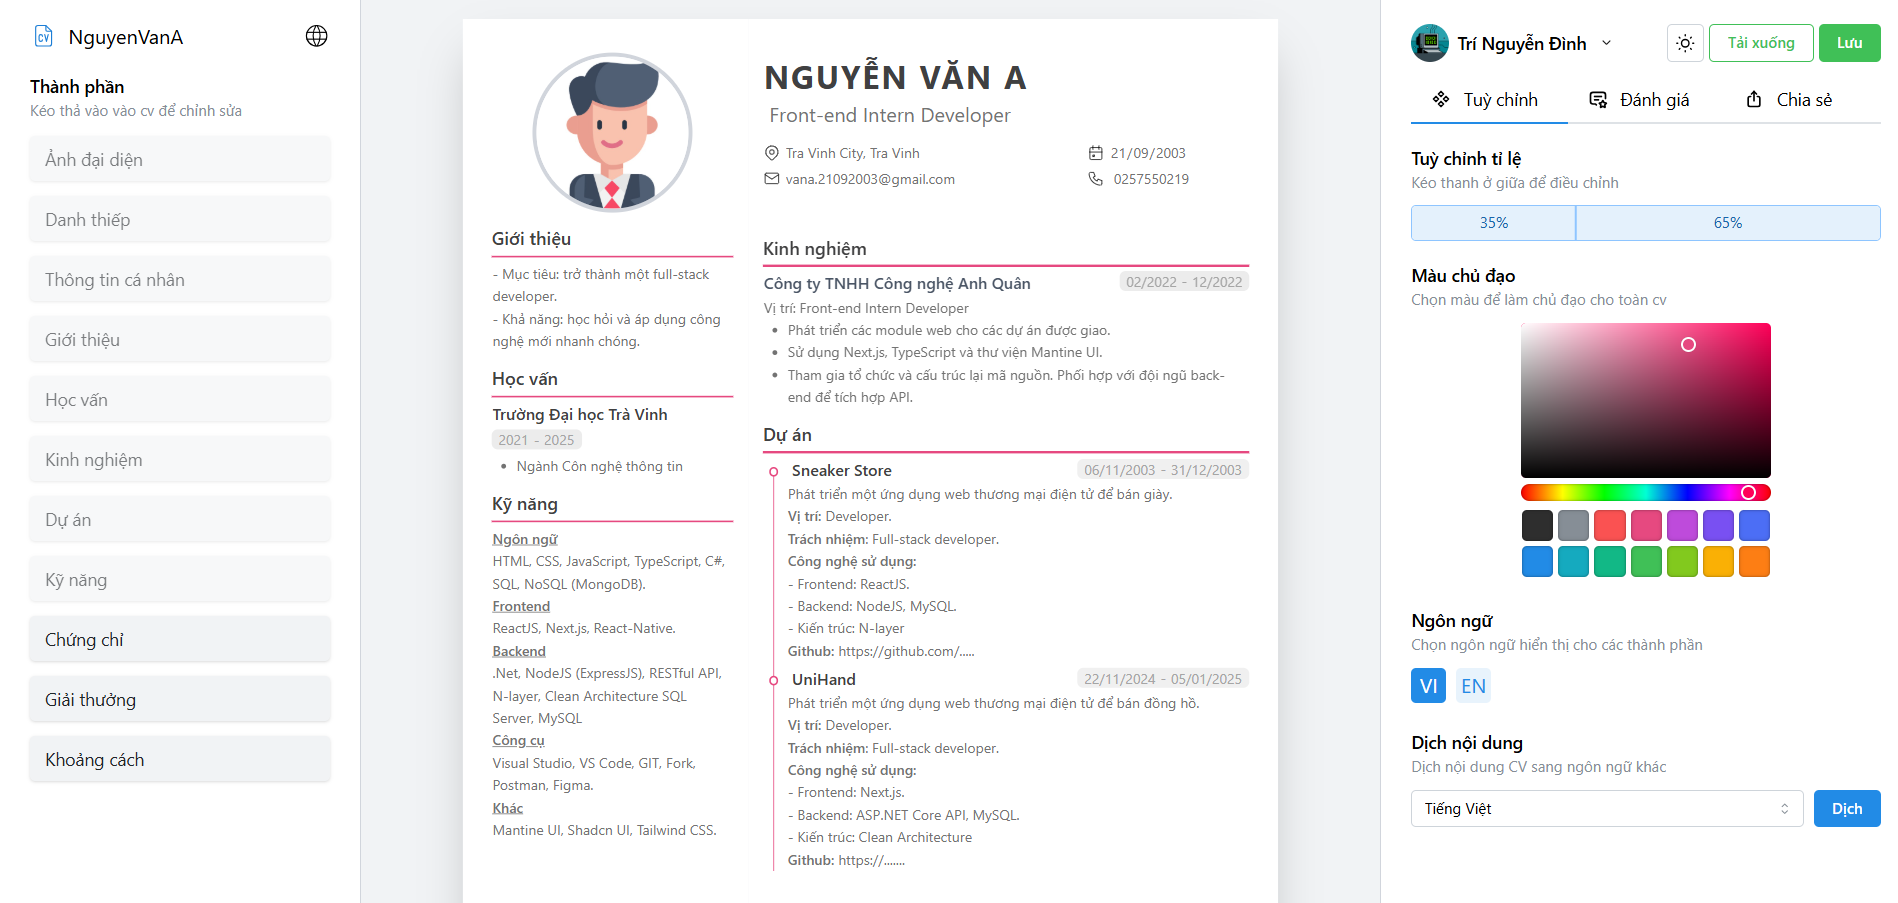 NguyenVanA
Thành phần
Kéo thả vào vào cv để chỉnh sửa
Ảnh đại diện
Danh thiếp
Thông tin cá nhân
Giới thiệu
Học vấn
Kinh nghiệm
Dự án
Kỹ năng
Chứng chỉ
Giải thưởng
Khoảng cách
NGUYỄN VĂN A
Front-end Intern Developer
Tra Vinh City, Tra Vinh
21/09/2003
vana.21092003@gmail.com
0257550219
Giới thiệu
- Mục tiêu: trở thành một full-stack
developer.
- Khả năng: học hỏi và áp dụng công
nghệ mới nhanh chóng.
Học vấn
Trường Đại học Trà Vinh
2021 - 2025
Ngành Côn nghệ thông tin
Kỹ năng
Ngôn ngữ
HTML, CSS, JavaScript, TypeScript, C#,
SQL, NoSQL (MongoDB).
Frontend
ReactJS, Next.js, React-Native.
Backend
.Net, NodeJS (ExpressJS), RESTful API,
N-layer, Clean Architecture SQL
Server, MySQL
Công cụ
Visual Studio, VS Code, GIT, Fork,
Postman, Figma.
Khác
Mantine UI, Shadcn UI, Tailwind CSS.
Kinh nghiệm
Công ty TNHH Công nghệ Anh Quân
02/2022 - 12/2022
Vị trí: Front-end Intern Developer
Phát triển các module web cho các dự án được giao.
Sử dụng Next.js, TypeScript và thư viện Mantine UI.
Tham gia tổ chức và cấu trúc lại mã nguồn. Phối hợp với đội ngũ back-
end để tích hợp API.
Dự án
Sneaker Store
06/11/2003 - 31/12/2003
Phát triển một ứng dụng web thương mại điện tử để bán giày.
Vị trí: Developer.
Trách nhiệm: Full-stack developer.
Công nghệ sử dụng:
- Frontend: ReactJS.
- Backend: NodeJS, MySQL.
- Kiến trúc: N-layer
Github: https://github.com/.....
UniHand
22/11/2024 - 05/01/2025
Phát triển một ứng dụng web thương mại điện tử để bán đồng hồ.
Vị trí: Developer.
Trách nhiệm: Full-stack developer.
Công nghệ sử dụng:
- Frontend: Next.js.
- Backend: ASP.NET Core API, MySQL.
- Kiến trúc: Clean Architecture
Github: https://.......
Trí Nguyễn Đình
Tải xuống
Lưu
Tuỳ chỉnh
Đánh giá
Chia sẻ
Tuỳ chỉnh tỉ lệ
Kéo thanh ở giữa để điều chỉnh
35%
65%
Màu chủ đạo
Chọn màu để làm chủ đạo cho toàn cv
Ngôn ngữ
Chọn ngôn ngữ hiển thị cho các thành phần
VI
EN
Dịch nội dung
Dịch nội dung CV sang ngôn ngữ khác
Tiếng Việt
Dịch